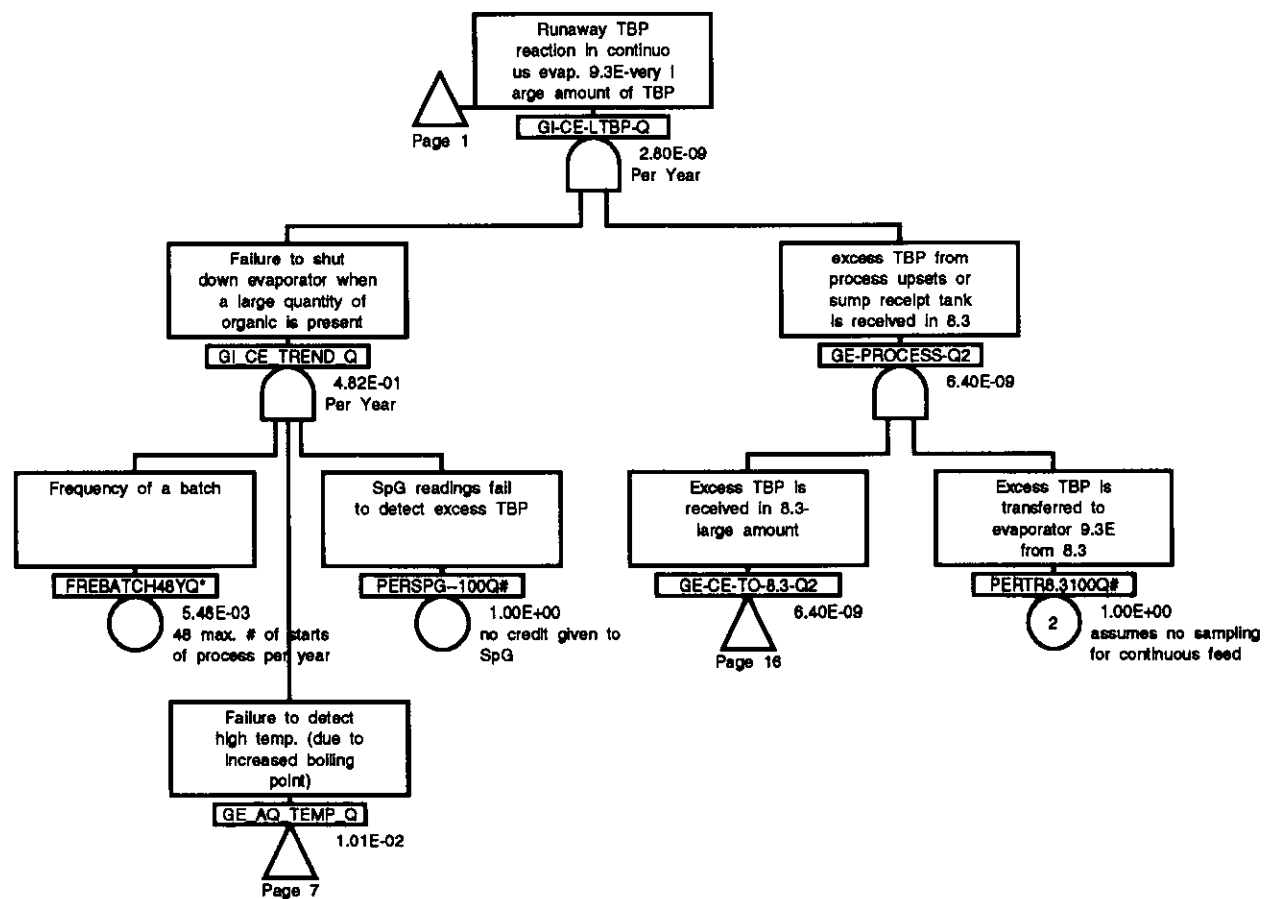 Runaway TBP
reaction in continuo
us evap. 9.3E-very l
arge amount of TBP
Page 1
GI-CE-LTBP-Q
2.80E-09
Per Year
Failure to shut
down evaporator when
a large quantity of
organic is present
GI_CE_TREND_Q
4.82E-01
Per Year
excess TBP from
process upsets or
sump receipt tank
is received in 8.3
GE-PROCESS-Q2
6.40E-09
Frequency of a batch
FREBATCH48YQ*
5.48E-03
48 max. # of starts
of process per year
SpG readings fail
to detect excess TBP
PERSPG-100Q#
1.00E+00
no credit given to
SpG
Excess TBP is
received in 8.3-
large amount
GE-CE-TO-8.3-Q2
6.40E-09
Page 16
Excess TBP is
transferred to
evaporator 9.3E
from 8.3
PERTR8.3100Q#
2
1.00E+00
assumes no sampling
for continuous feed
Failure to detect
high temp. (due to
increased boiling
point)
GE_AQ_TEMP_Q
1.01E-02
Page 7